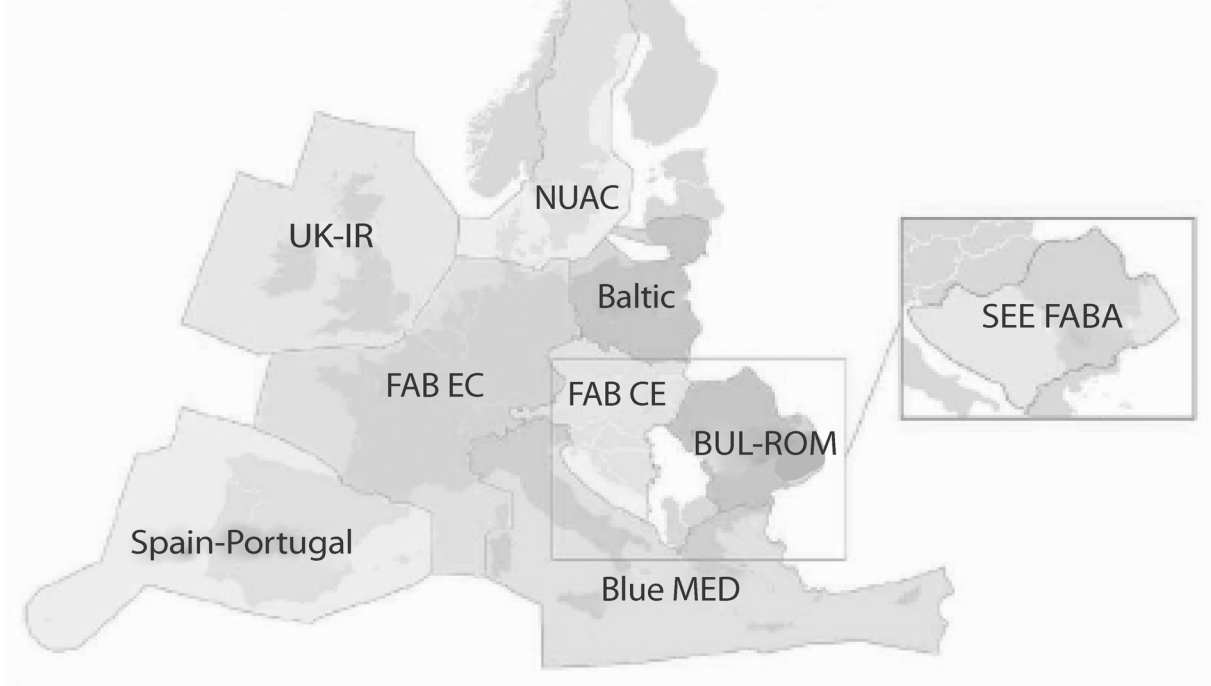 NUAC
UK-IR
Baltic
SEE FABA
FAB EC
FAB CE
BUL-ROM
Spain-Portugal
Blue MED